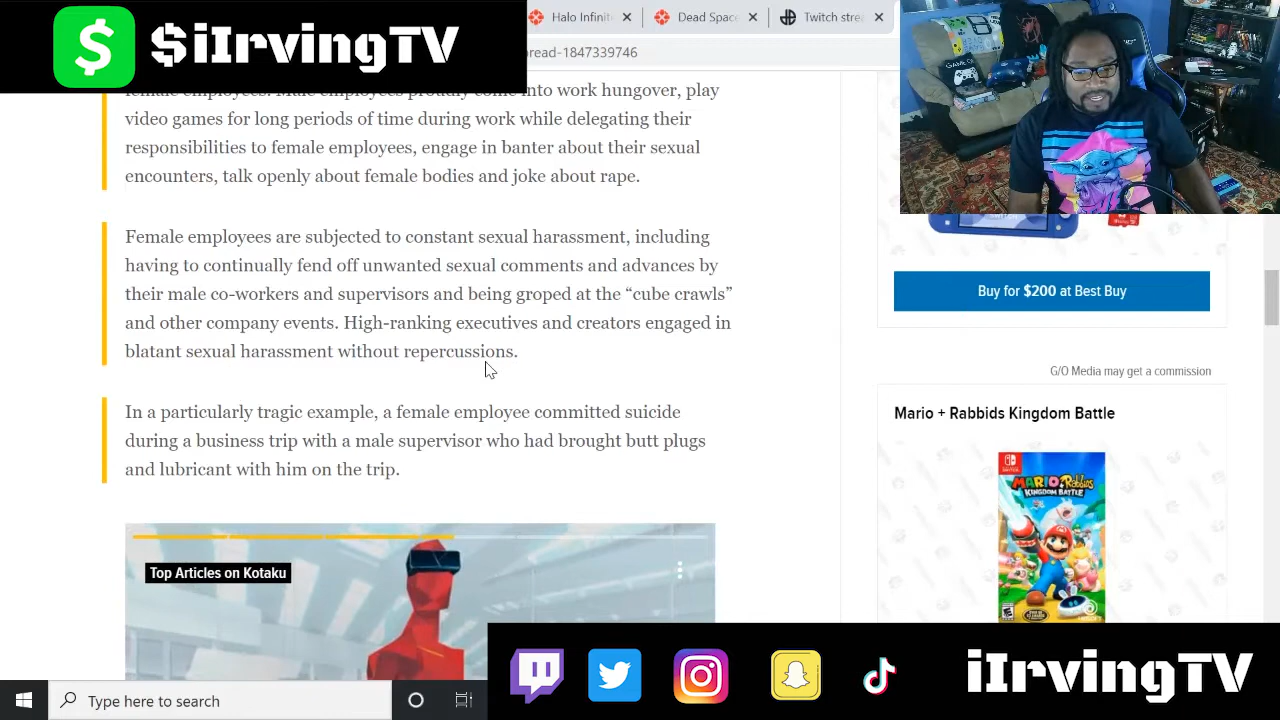 $iIrvingTV
Halo Infinit
Dead Space
Twitch strea
pread-1847339746
female employees. Male employees proudly come into work hungover, play
video games for long periods of time during work while delegating their
responsibilities to female employees, engage in banter about their sexual
encounters, talk openly about female bodies and joke about rape.
Female employees are subjected to constant sexual harassment, including
having to continually fend off unwanted sexual comments and advances by
their male co-workers and supervisors and being groped at the “cube crawls”
and other company events. High-ranking executives and creators engaged in
blatant sexual harassment without repercussions.
In a particularly tragic example, a female employee committed suicide
during a business trip with a male supervisor who had brought butt plugs
and lubricant with him on the trip.
Top Articles on Kotaku
Buy for $200 at Best Buy
G/O Media may get a commission
Mario + Rabbids Kingdom Battle
MARIO + Rabbids
KINGDOM BATTLE
iIrvingTV
Type here to search